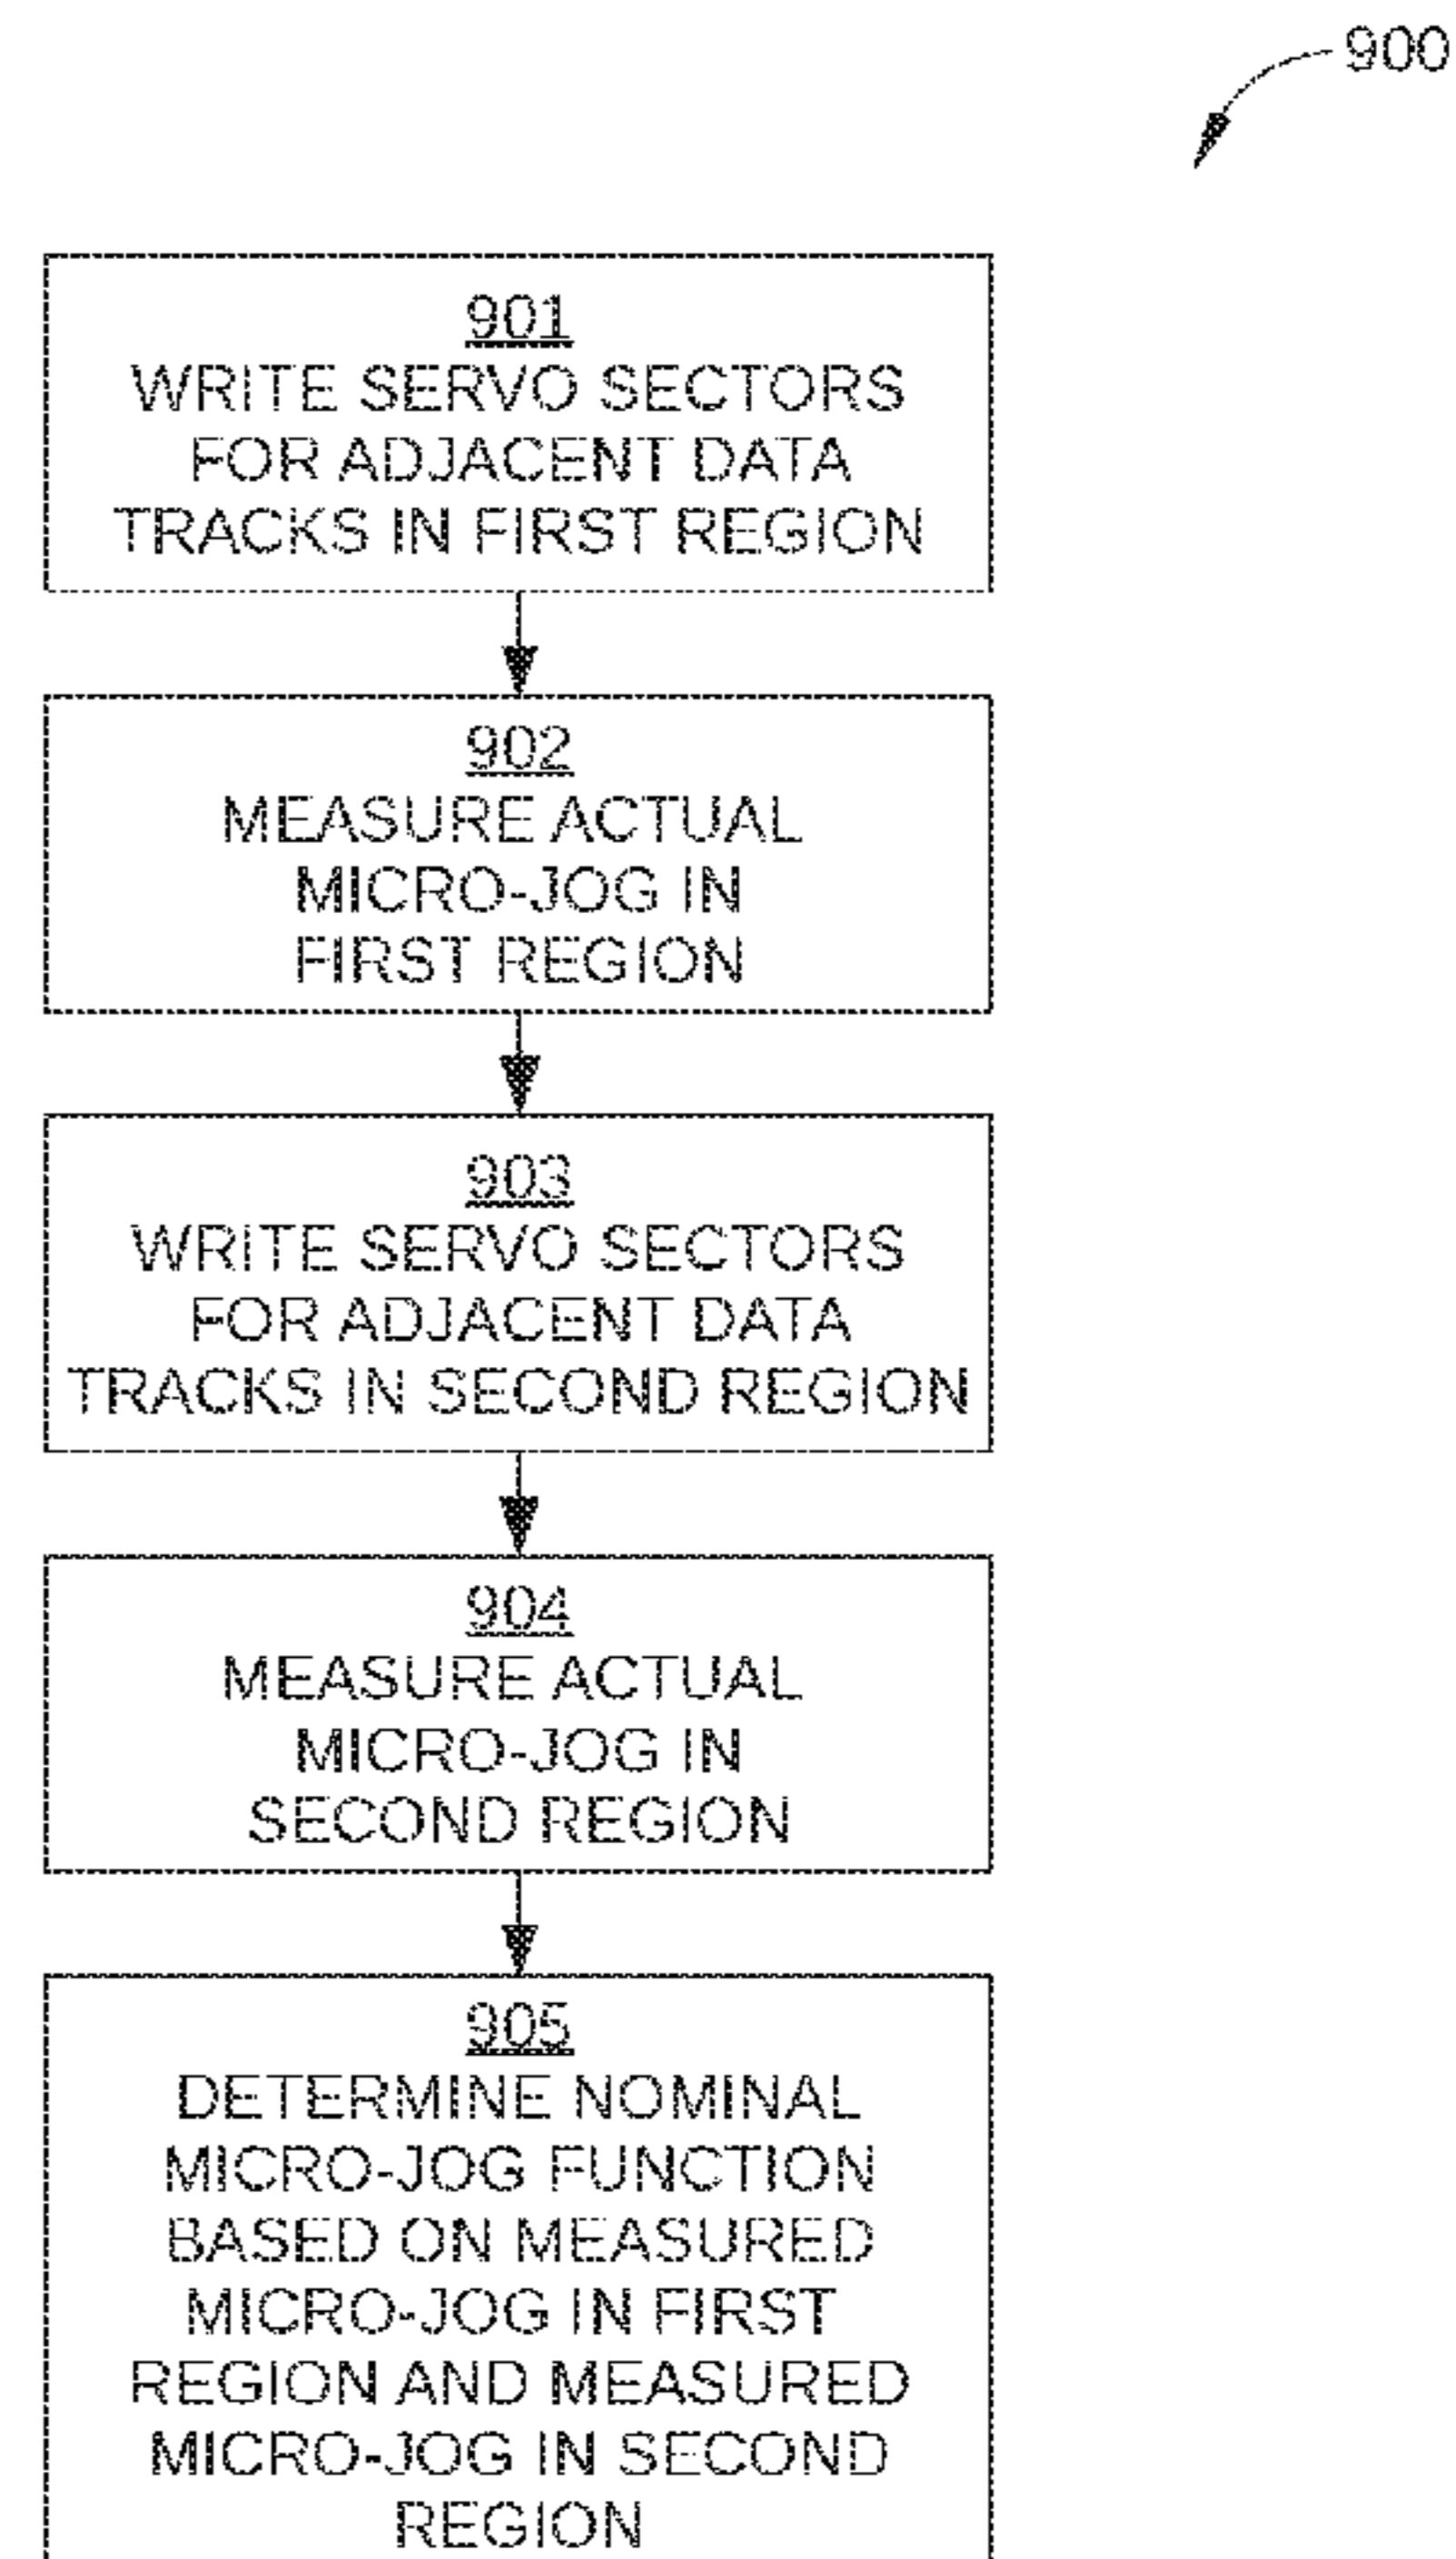 900
901
WRITE SERVO SECTORS
FOR ADJACENT DATA
TRACKS IN FIRST REGION
902
MEASURE ACTUAL
MICRO-JOG IN
FIRST REGION
903
WRITE SERVO SECTORS
FOR ADJACENT DATA
TRACKS IN SECOND REGION
904
MEASURE ACTUAL
MICRO-JOG IN
SECOND REGION
905
DETERMINE NOMINAL
MICRO-JOG FUNCTION
BASED ON MEASURED
MICRO-JOG IN FIRST
REGION AND MEASURED
MICRO-JOG IN SECOND
REGION